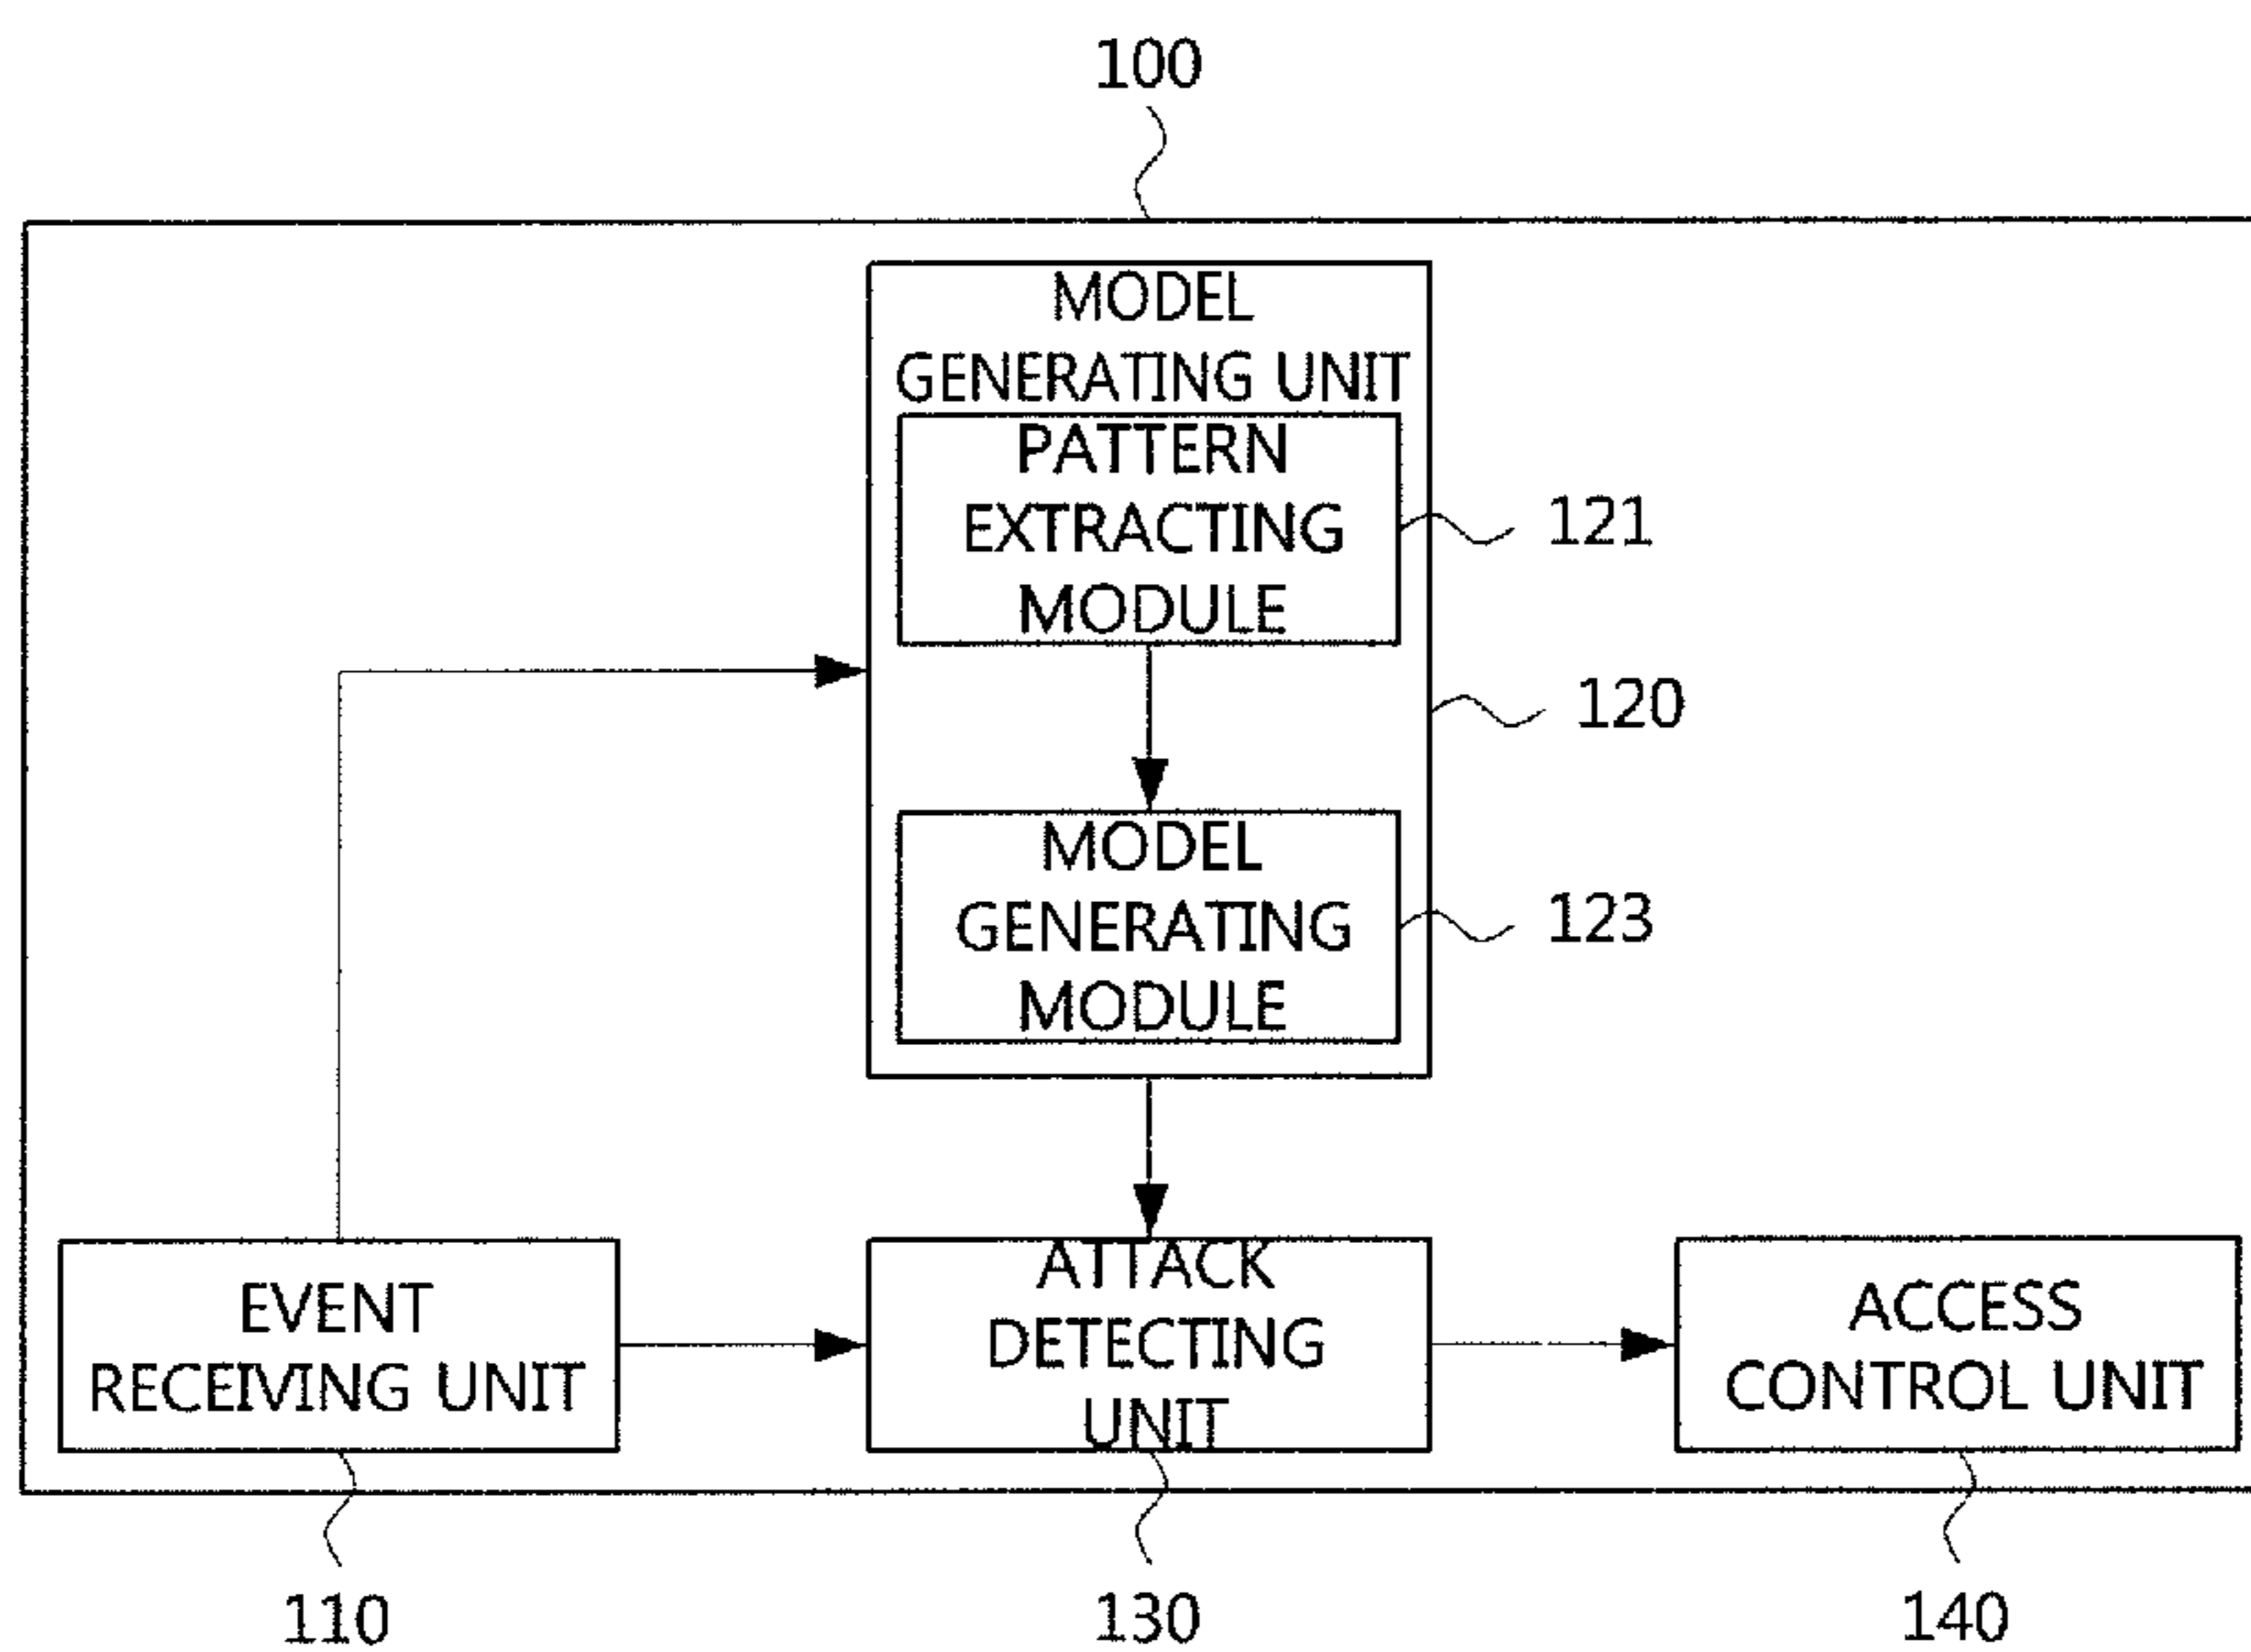 100
MODEL
GENERATING UNIT
PATTERN
EXTRACTING
MODULE
121
120
MODEL
GENERATING
MODULE
123
EVENT
RECEIVING UNIT
ATTACK
DETECTING
UNIT
ACCESS
CONTROL UNIT
110
130
140